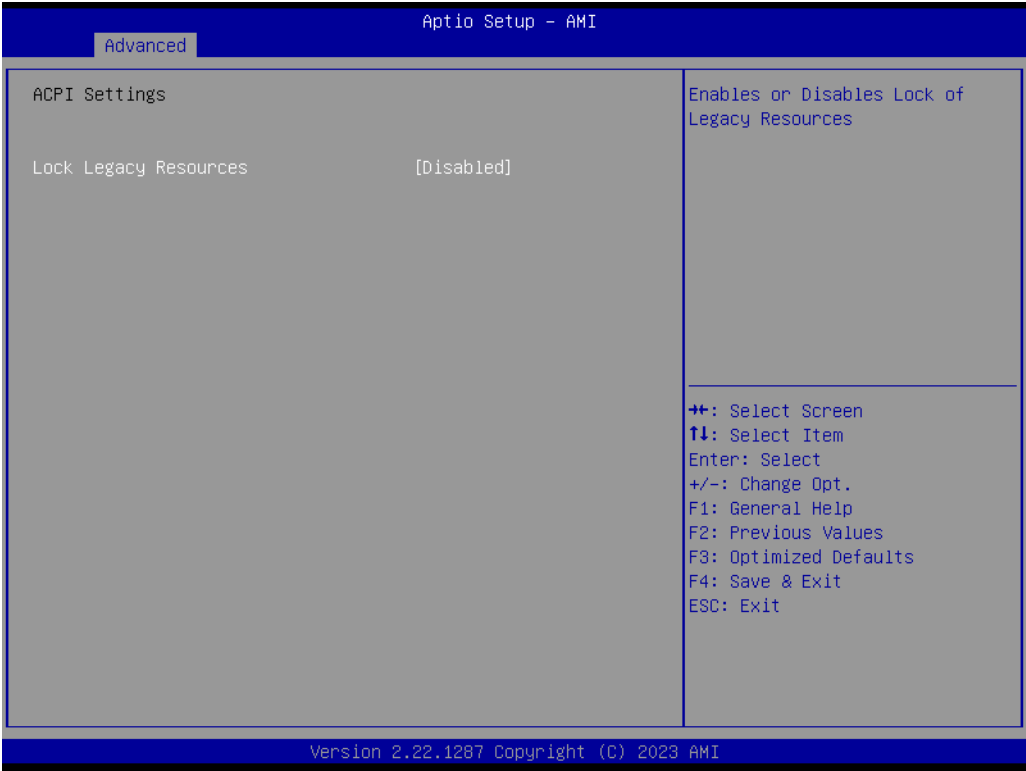 Aptio Setup – AMI
Advanced
ACPI Settings
Lock Legacy Resources [Disabled]
Enables or Disables Lock of
Legacy Resources
→←: Select Screen
↑↓: Select Item
Enter: Select
+/-: Change Opt.
F1: General Help
F2: Previous Values
F3: Optimized Defaults
F4: Save & Exit
ESC: Exit
Version 2.22.1287 Copyright (C) 2023 AMI